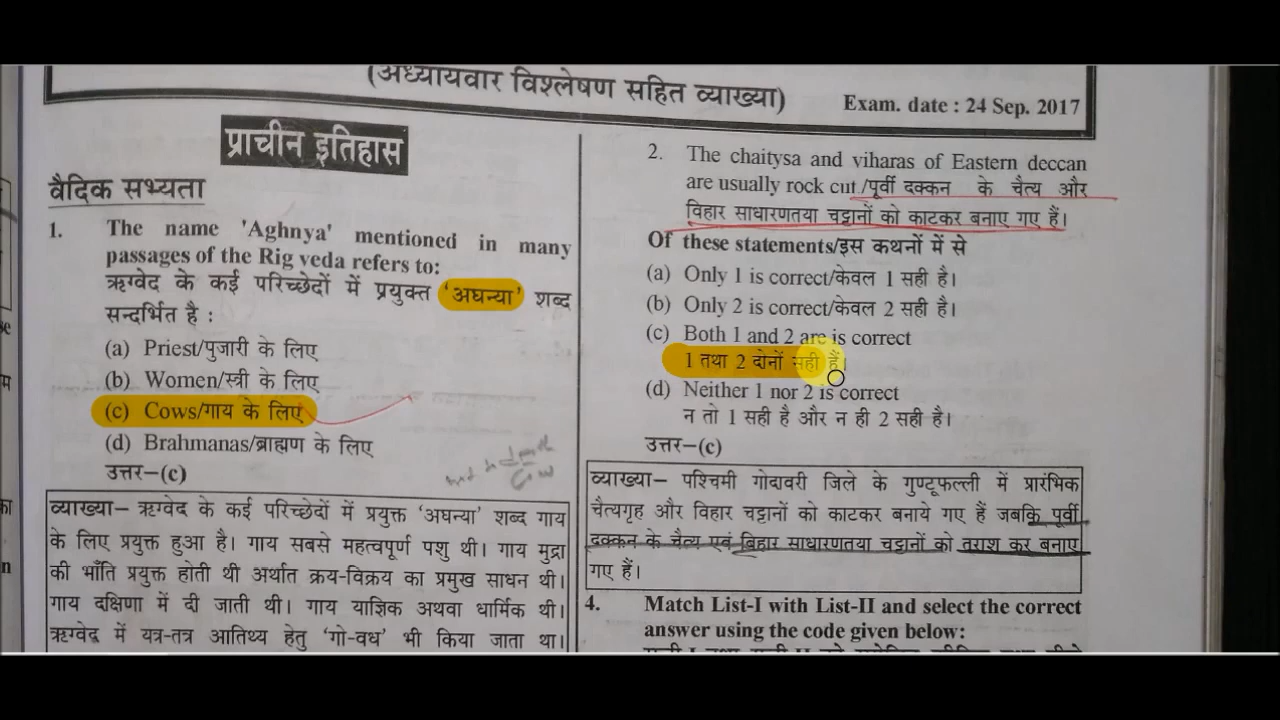 (अध्यायवार विश्लेषण सहित व्याख्या)
Exam. date : 24 Sep. 2017
प्राचीन इतिहास
वैदिक सभ्यता
1. The name 'Aghnya' mentioned in many
passages of the Rig veda refers to:
ऋग्वेद के कई परिच्छेदों में प्रयुक्त 'अघन्या' शब्द
सन्दर्भित है :
(a) Priest/पुजारी के लिए
(b) Women/स्त्री के लिए
(c) Cows/गाय के लिए
(d) Brahmanas/ब्राह्मण के लिए
उत्तर–(c)
व्याख्या– ऋग्वेद के कई परिच्छेदों में प्रयुक्त 'अघन्या' शब्द गाय
के लिए प्रयुक्त हुआ है। गाय सबसे महत्वपूर्ण पशु थी। गाय मुद्रा
की भाँति प्रयुक्त होती थी अर्थात क्रय-विक्रय का प्रमुख साधन थी।
गाय दक्षिणा में दी जाती थी। गाय याज्ञिक अथवा धार्मिक थी।
ऋग्वेद में यत्र-तत्र आतिथ्य हेतु 'गो-वध' भी किया जाता था।
2. The chaitysa and viharas of Eastern deccan
are usually rock cut /पूर्वी दक्कन के चैत्य और
विहार साधारणतया चट्टानों को काटकर बनाए गए हैं।
Of these statements/इस कथनों में से
(a) Only 1 is correct/केवल 1 सही है।
(b) Only 2 is correct/केवल 2 सही है।
(c) Both 1 and 2 are is correct
1 तथा 2 दोनों सही हैं।
(d) Neither 1 nor 2 is correct
न तो 1 सही है और न ही 2 सही है।
उत्तर–(c)
व्याख्या– पश्चिमी गोदावरी जिले के गुण्टूफल्ली में प्रारंभिक
चैत्यगृह और विहार चट्टानों को काटकर बनाये गए हैं जबकि पूर्वी
दक्कन के चैत्य एवं बिहार साधारणतया चट्टानों को तराश कर बनाए
गए हैं।
4. Match List-I with List-II and select the correct
answer using the code given below: